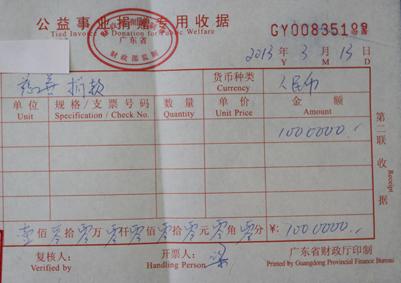 公益事业捐赠专用收据
Tied Invoice of Donation for Public Welfare
广东省
财政部监制
GY00835199
2013 年 Y 3 月 M 13 日 D
慈善 捐款
货币种类 人民币
Currency
单位 规格/支票号码 数量 单价 金额
Unit Specification / Check No. Quantity Unit Price Amount
1000000.
壹佰零拾零万零仟零佰零拾零元零角零分 ¥: 1000000.
第二联 收据 Receipt
复核人: 开票人: 广东省财政厅印制
Verified by Handling Person Printed by Guangdong Provincial Finance Bureau